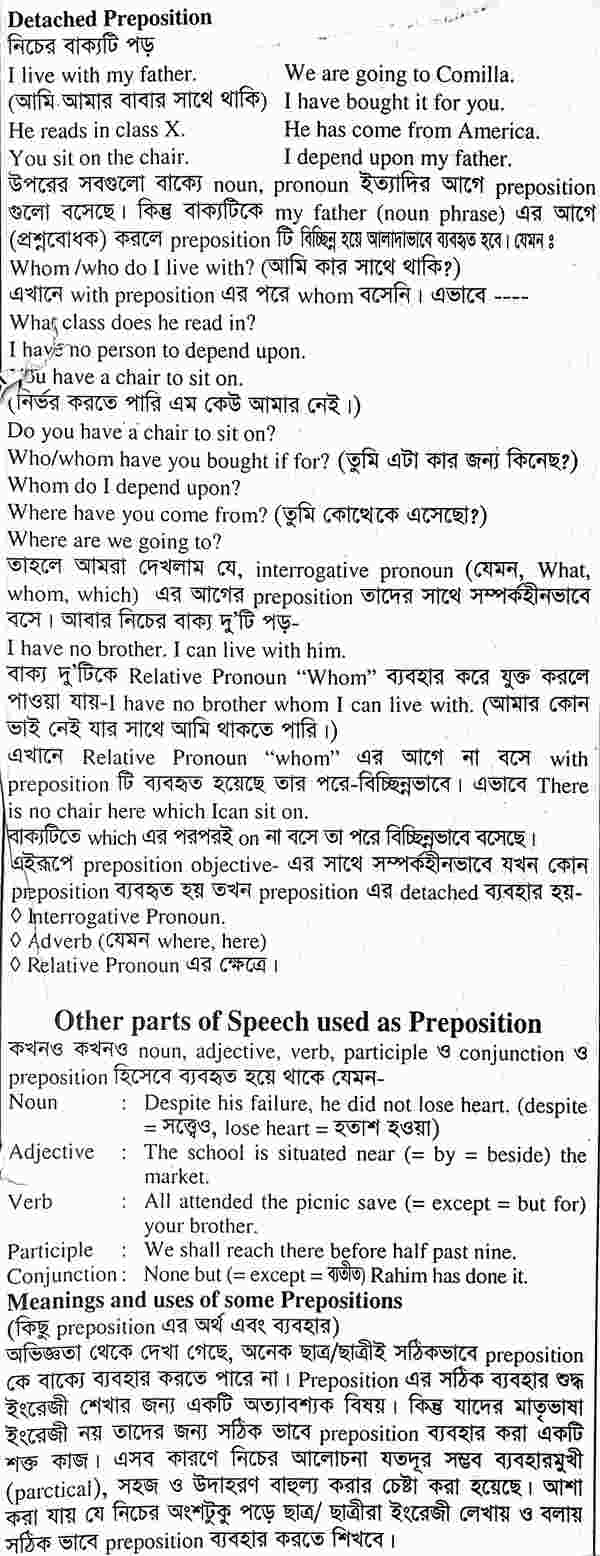 Detached Preposition
নিচের বাক্যটি পড়
I live with my father. We are going to Comilla.
(আমি আমার বাবার সাথে থাকি) I have bought it for you.
He reads in class X. He has come from America.
You sit on the chair. I depend upon my father.
উপরের সবগুলো বাক্যে noun, pronoun ইত্যাদির আগে preposition
গুলো বসেছে। কিন্তু বাক্যটিকে my father (noun phrase) এর আগে
(প্রশ্নবোধক) করলে preposition টি বিচ্ছিন্ন হয়ে আলাদাভাবে ব্যবহৃত হবে। যেমন ঃ
Whom /who do I live with? (আমি কার সাথে থাকি?)
এখানে with preposition এর পরে whom বসেনি। এভাবে ----
What class does he read in?
I have no person to depend upon.
You have a chair to sit on.
(নির্ভর করতে পারি এম কেউ আমার নেই।)
Do you have a chair to sit on?
Who/whom have you bought if for? (তুমি এটা কার জন্য কিনেছ?)
Whom do I depend upon?
Where have you come from? (তুমি কোত্থেকে এসেছো?)
Where are we going to?
তাহলে আমরা দেখলাম যে, interrogative pronoun (যেমন, What,
whom, which) এর আগের preposition তাদের সাথে সম্পর্কহীনভাবে
বসে। আবার নিচের বাক্য দু'টি পড়-
I have no brother. I can live with him.
বাক্য দু'টিকে Relative Pronoun “Whom” ব্যবহার করে যুক্ত করলে
পাওয়া যায়-I have no brother whom I can live with. (আমার কোন
ভাই নেই যার সাথে আমি থাকতে পারি।)
এখানে Relative Pronoun “whom” এর আগে না বসে with
preposition টি ব্যবহৃত হয়েছে তার পরে-বিচ্ছিন্নভাবে। এভাবে There
is no chair here which Ican sit on.
বাক্যটিতে which এর পরপরই on না বসে তা পরে বিচ্ছিন্নভাবে বসেছে।
এইরূপে preposition objective- এর সাথে সম্পর্কহীনভাবে যখন কোন
preposition ব্যবহৃত হয় তখন preposition এর detached ব্যবহার হয়-
◊ Interrogative Pronoun.
◊ Adverb (যেমন where, here)
◊ Relative Pronoun এর ক্ষেত্রে।
Other parts of Speech used as Preposition
কখনও কখনও noun, adjective, verb, participle ও conjunction ও
preposition হিসেবে ব্যবহৃত হয়ে থাকে যেমন-
Noun : Despite his failure, he did not lose heart. (despite
= সত্ত্বেও, lose heart = হতাশ হওয়া)
Adjective : The school is situated near (= by = beside) the
market.
Verb : All attended the picnic save (= except = but for)
your brother.
Participle : We shall reach there before half past nine.
Conjunction : None but (= except = ব্যতীত) Rahim has done it.
Meanings and uses of some Prepositions
(কিছু preposition এর অর্থ এবং ব্যবহার)
অভিজ্ঞতা থেকে দেখা গেছে, অনেক ছাত্র/ছাত্রীই সঠিকভাবে preposition
কে বাক্যে ব্যবহার করতে পারে না। Preposition এর সঠিক ব্যবহার শুদ্ধ
ইংরেজী শেখার জন্য একটি অত্যাবশ্যক বিষয়। কিন্তু যাদের মাতৃভাষা
ইংরেজী নয় তাদের জন্য সঠিক ভাবে preposition ব্যবহার করা একটি
শক্ত কাজ। এসব কারণে নিচের আলোচনা যতদূর সম্ভব ব্যবহারমুখী
(parctical), সহজ ও উদাহরণ বাহুল্য করার চেষ্টা করা হয়েছে। আশা
করা যায় যে নিচের অংশটুকু পড়ে ছাত্র/ ছাত্রীরা ইংরেজী লেখায় ও বলায়
সঠিক ভাবে preposition ব্যবহার করতে শিখবে।